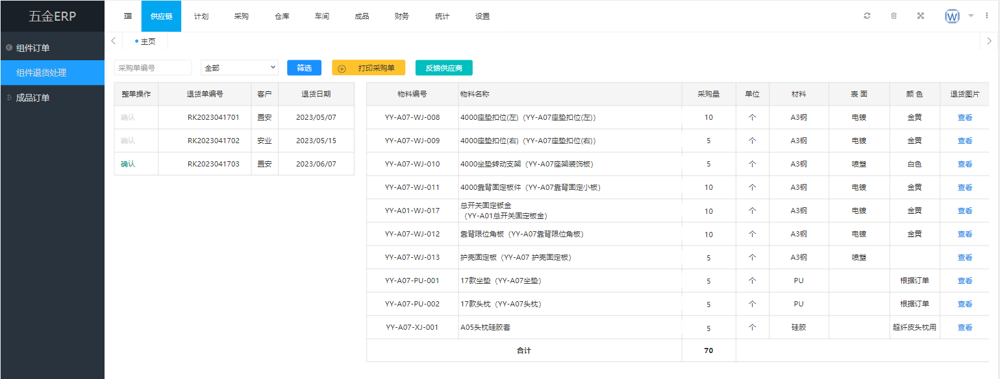 五金ERP
供应链 计划 采购 仓库 车间 成品 财务 统计 设置
W
组件订单
组件退货处理
成品订单
主页
采购单编号 全部 筛选 打印采购单 反馈供应商
整单操作 退货单编号 客户 退货日期
确认 RK2023041701 置安 2023/05/07
确认 RK2023041702 安业 2023/05/15
确认 RK2023041703 置安 2023/06/07
物料编号 物料名称 采购量 单位 材料 表 面 颜 色 退货图片
YY-A07-WJ-008 4000座垫扣位(左)（YY-A07座垫扣位(左)） 10 个 A3钢 电镀 金黄 查看
YY-A07-WJ-009 4000座垫扣位(右)（YY-A07座垫扣位(右)） 5 个 A3钢 电镀 金黄 查看
YY-A07-WJ-010 4000坐垫转动支架（YY-A07座架装饰板） 5 个 A3钢 喷塑 白色 查看
YY-A07-WJ-011 4000靠背固定板件（YY-A07靠背固定小板） 10 个 A3钢 电镀 金黄 查看
YY-A01-WJ-017 总开关固定钣金
（YY-A01总开关固定板金） 10 个 A3钢 电镀 金黄 查看
YY-A07-WJ-012 靠背限位角板（YY-A07靠背限位角板） 10 个 A3钢 电镀 金黄 查看
YY-A07-WJ-013 护壳固定板（YY-A07 护壳固定板） 5 个 A3钢 喷塑 查看
YY-A07-PU-001 17款坐垫（YY-A07坐垫） 5 个 PU 根据订单 查看
YY-A07-PU-002 17款头枕（YY-A07头枕） 5 个 PU 根据订单 查看
YY-A07-XJ-001 A05头枕硅胶套 5 个 硅胶 超纤皮头枕用 查看
合计 70